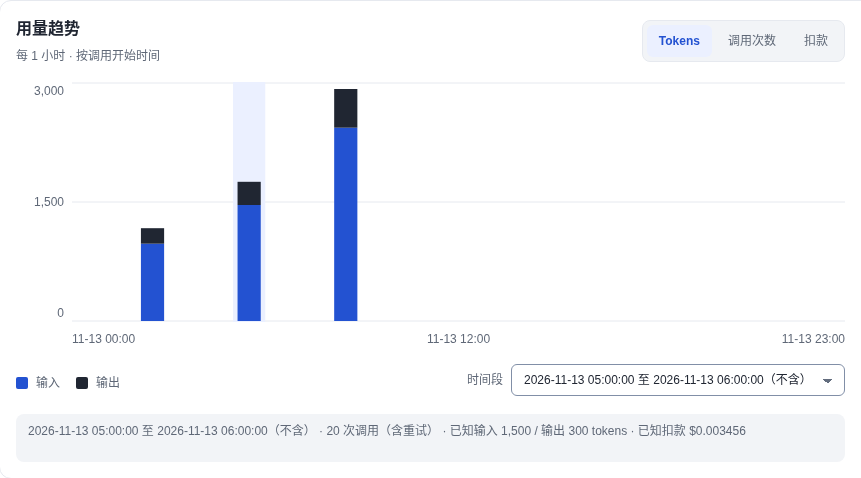 用量趋势
每 1 小时 · 按调用开始时间
Tokens 调用次数 扣款
3,000
1,500
0
11-13 00:00 11-13 12:00 11-13 23:00
输入 输出 时间段 2026-11-13 05:00:00 至 2026-11-13 06:00:00（不含）
2026-11-13 05:00:00 至 2026-11-13 06:00:00（不含） · 20 次调用（含重试） · 已知输入 1,500 / 输出 300 tokens · 已知扣款 $0.003456